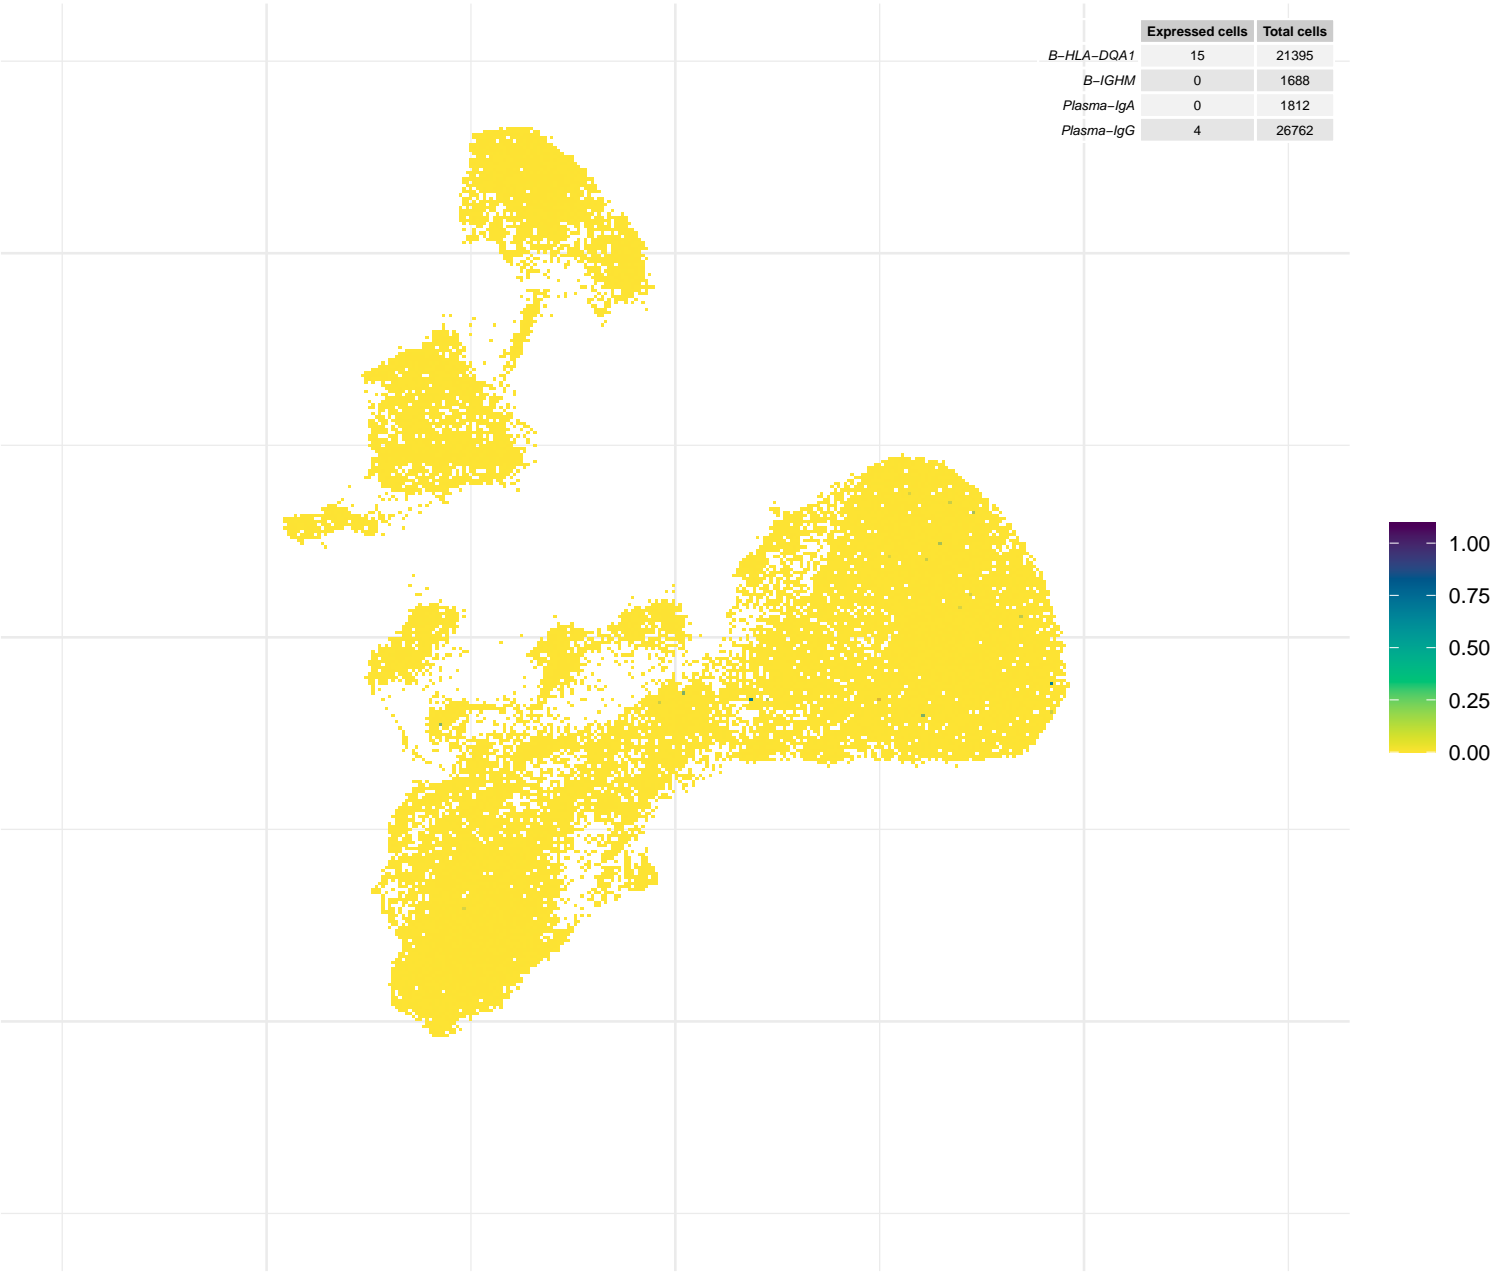 Expressed cells Total cells
B−HLA−DQA1 15 21395
B−IGHM 0 1688
Plasma−IgA 0 1812
Plasma−IgG 4 26762
1.00
0.75
0.50
0.25
0.00